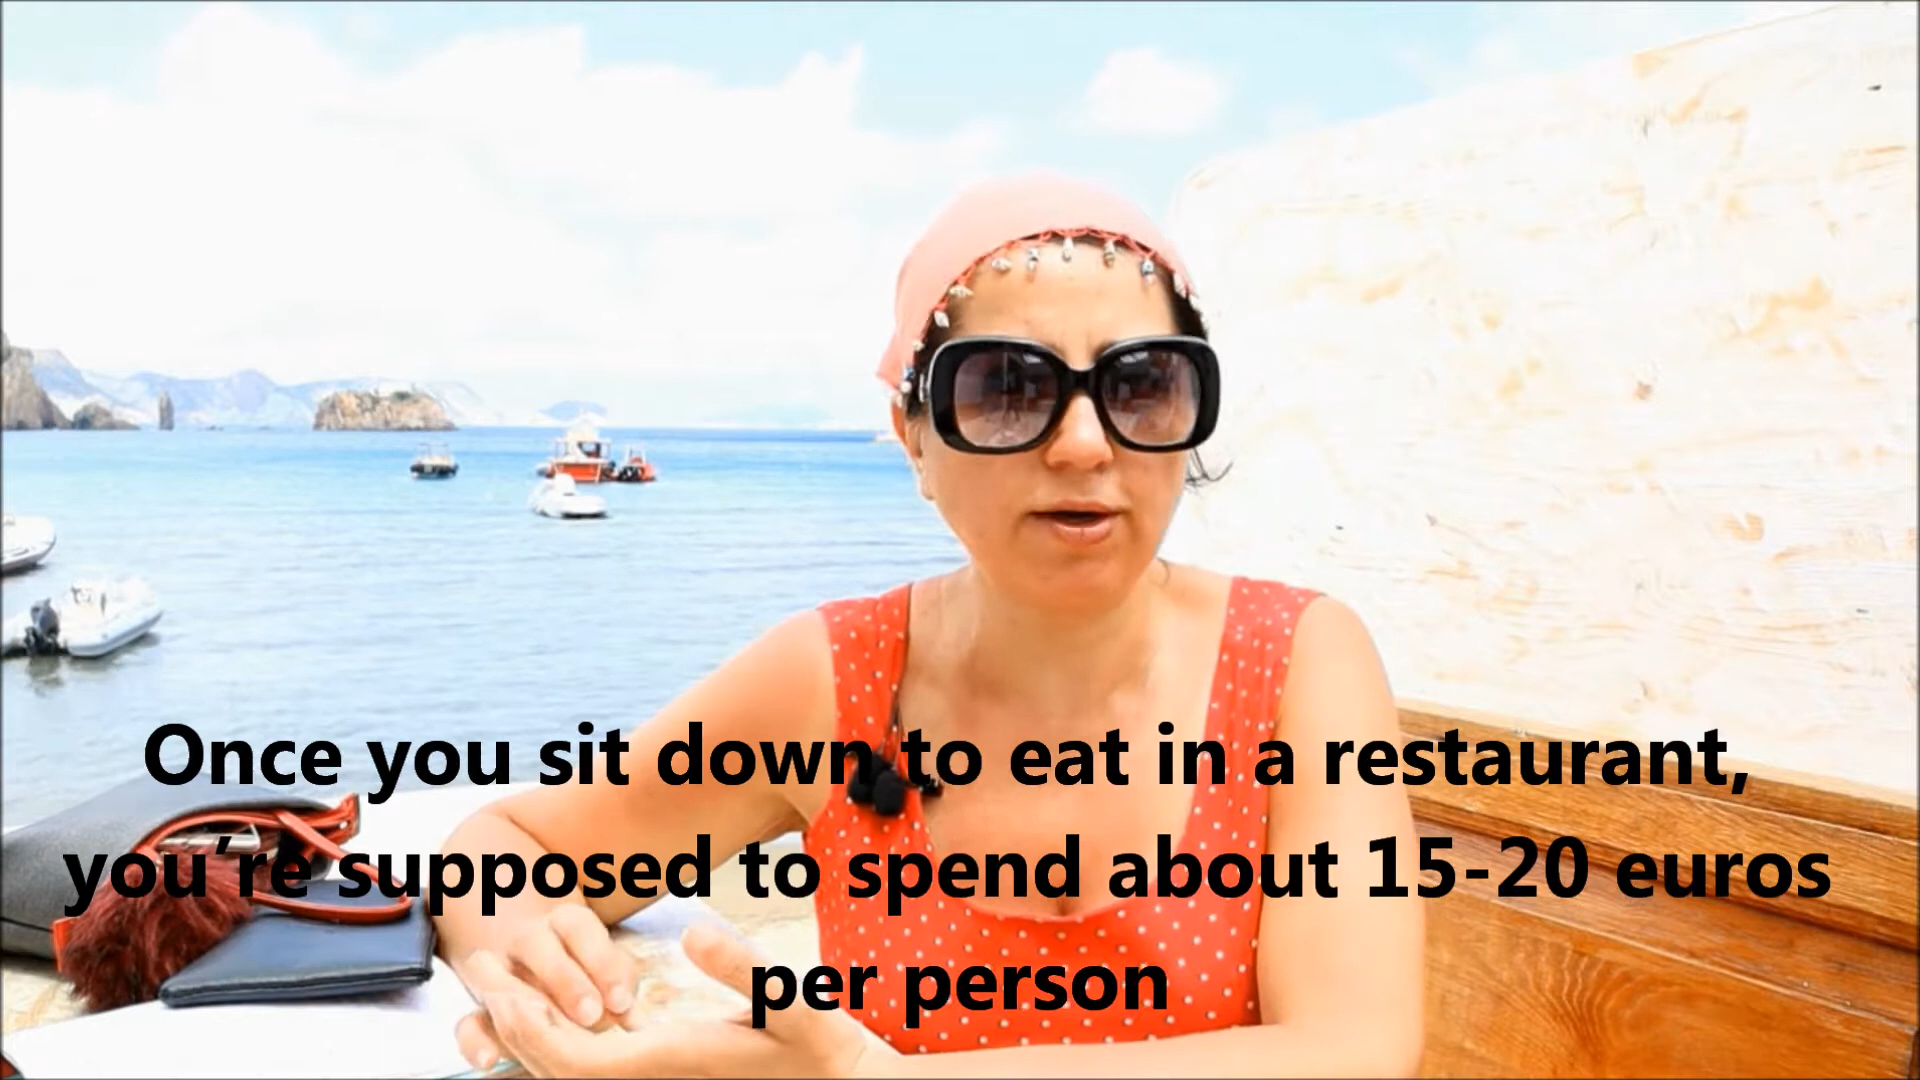 Once you sit down to eat in a restaurant,
you're supposed to spend about 15-20 euros
per person